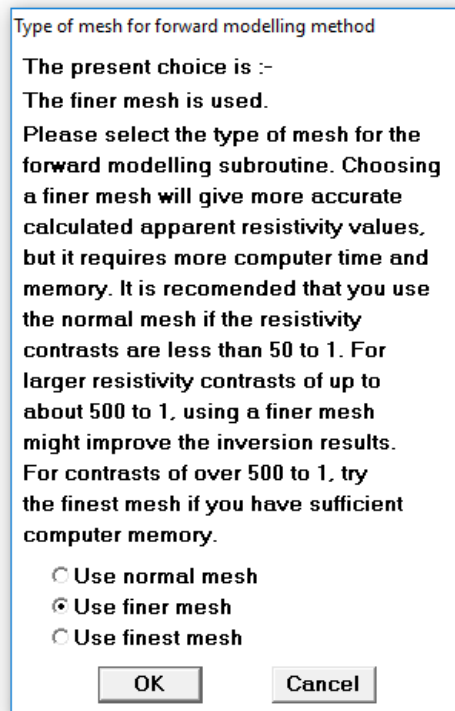 Type of mesh for forward modelling method
The present choice is :-
The finer mesh is used.
Please select the type of mesh for the
forward modelling subroutine. Choosing
a finer mesh will give more accurate
calculated apparent resistivity values,
but it requires more computer time and
memory. It is recomended that you use
the normal mesh if the resistivity
contrasts are less than 50 to 1. For
larger resistivity contrasts of up to
about 500 to 1, using a finer mesh
might improve the inversion results.
For contrasts of over 500 to 1, try
the finest mesh if you have sufficient
computer memory.
Use normal mesh
Use finer mesh
Use finest mesh
OK Cancel